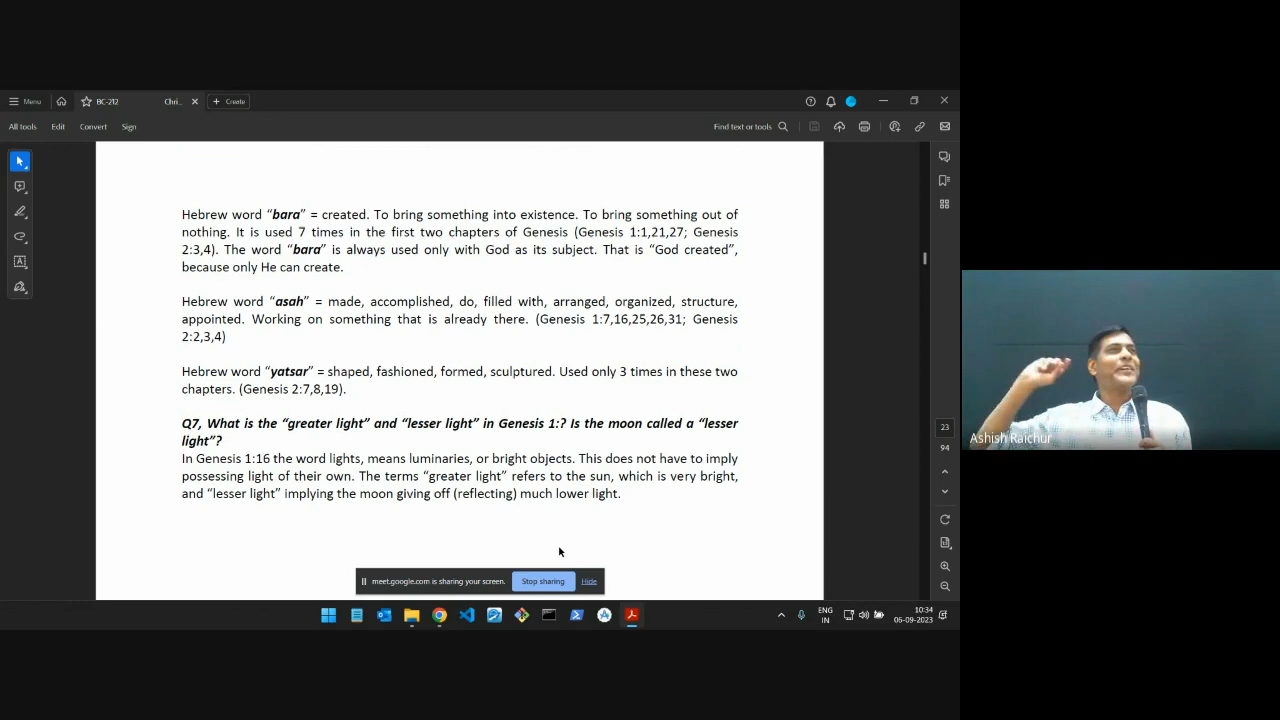 Menu
BC-212
Chri...
+ Create
All tools
Edit
Convert
Sign
Find text or tools
Hebrew word “bara” = created. To bring something into existence. To bring something out of
nothing. It is used 7 times in the first two chapters of Genesis (Genesis 1:1,21,27; Genesis
2:3,4). The word “bara” is always used only with God as its subject. That is “God created”,
because only He can create.
Hebrew word “asah” = made, accomplished, do, filled with, arranged, organized, structure,
appointed. Working on something that is already there. (Genesis 1:7,16,25,26,31; Genesis
2:2,3,4)
Hebrew word “yatsar” = shaped, fashioned, formed, sculptured. Used only 3 times in these two
chapters. (Genesis 2:7,8,19).
Q7, What is the “greater light” and “lesser light” in Genesis 1:? Is the moon called a “lesser
light”?
In Genesis 1:16 the word lights, means luminaries, or bright objects. This does not have to imply
possessing light of their own. The terms “greater light” refers to the sun, which is very bright,
and “lesser light” implying the moon giving off (reflecting) much lower light.
23
94
meet.google.com is sharing your screen.
Stop sharing
Hide
ENG
IN
10:34
06-09-2023
Ashish Raichur